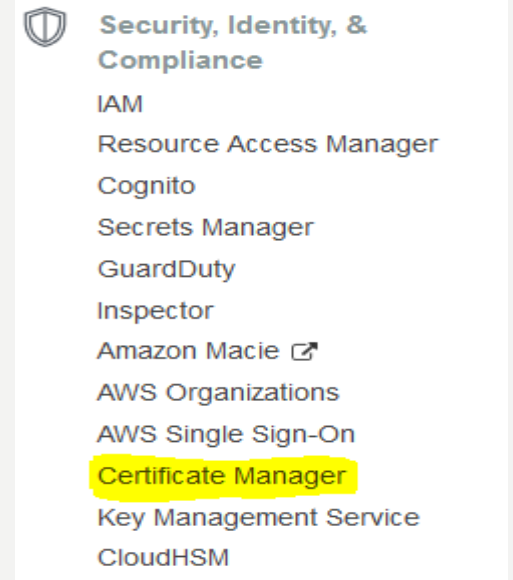 Security, Identity, &
Compliance
IAM
Resource Access Manager
Cognito
Secrets Manager
GuardDuty
Inspector
Amazon Macie
AWS Organizations
AWS Single Sign-On
Certificate Manager
Key Management Service
CloudHSM